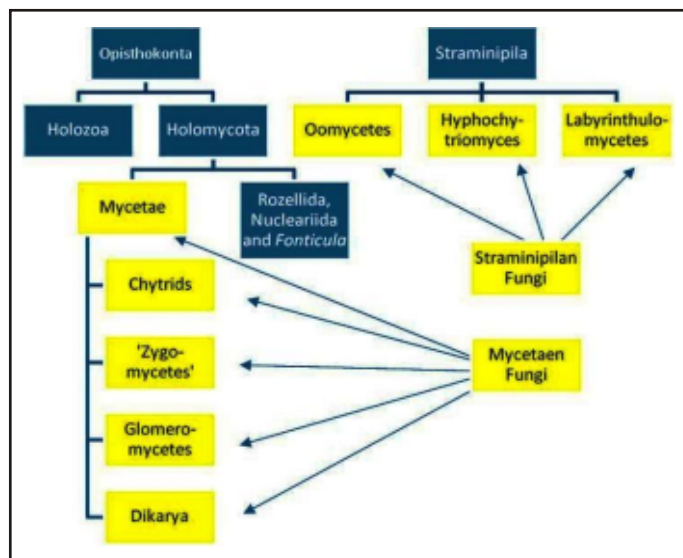 Opisthokonta
Straminipila
Holozoa
Holomycota
Oomycetes
Hyphochy-
triomyces
Labyrinthulo-
mycetes
Mycetae
Rozellida,
Nucleariida
and Fonticula
Straminipilan
Fungi
Chytrids
'Zygo-
mycetes'
Mycetaen
Fungi
Glomero-
mycetes
Dikarya